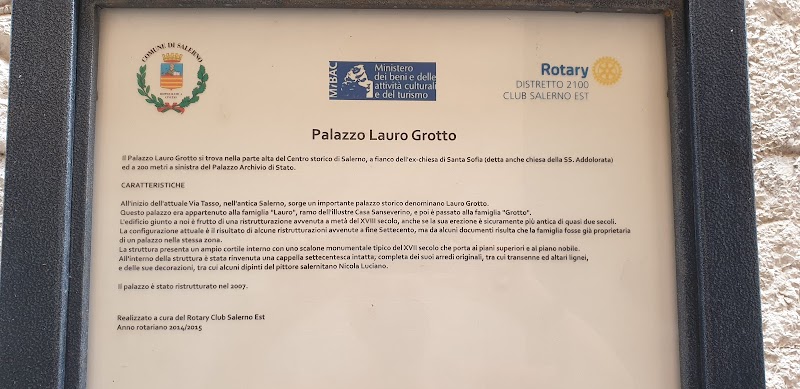 COMUNE DI SALERNO
MiBAC
Ministero
dei beni e delle
attività culturali
e del turismo
Rotary
DISTRETTO 2100
CLUB SALERNO EST
Palazzo Lauro Grotto
Il Palazzo Lauro Grotto si trova nella parte alta del Centro storico di Salerno, a fianco dell'ex-chiesa di Santa Sofia (detta anche chiesa della SS. Addolorata)
ed a 200 metri a sinistra del Palazzo Archivio di Stato.
CARATTERISTICHE
All'inizio dell'attuale Via Tasso, nell'antica Salerno, sorge un importante palazzo storico denominano Lauro Grotto.
Questo palazzo era appartenuto alla famiglia "Lauro", ramo dell'illustre Casa Sanseverino, e poi è passato alla famiglia "Grotto".
L'edificio giunto a noi è frutto di una ristrutturazione avvenuta a metà del XVIII secolo, anche se la sua erezione è sicuramente più antica di quasi due secoli.
La configurazione attuale è il risultato di alcune ristrutturazioni avvenute a fine Settecento, ma da alcuni documenti risulta che la famiglia fosse già proprietaria
di un palazzo nella stessa zona.
La struttura presenta un ampio cortile interno con uno scalone monumentale tipico del XVII secolo che porta ai piani superiori e al piano nobile.
All'interno della struttura è stata rinvenuta una cappella settecentesca intatta, completa dei suoi arredi originali, tra cui transenne ed altari lignei,
e delle sue decorazioni, tra cui alcuni dipinti del pittore salernitano Nicola Luciano.
Il palazzo è stato ristrutturato nel 2007.
Realizzato a cura del Rotary Club Salerno Est
Anno rotariano 2014/2015